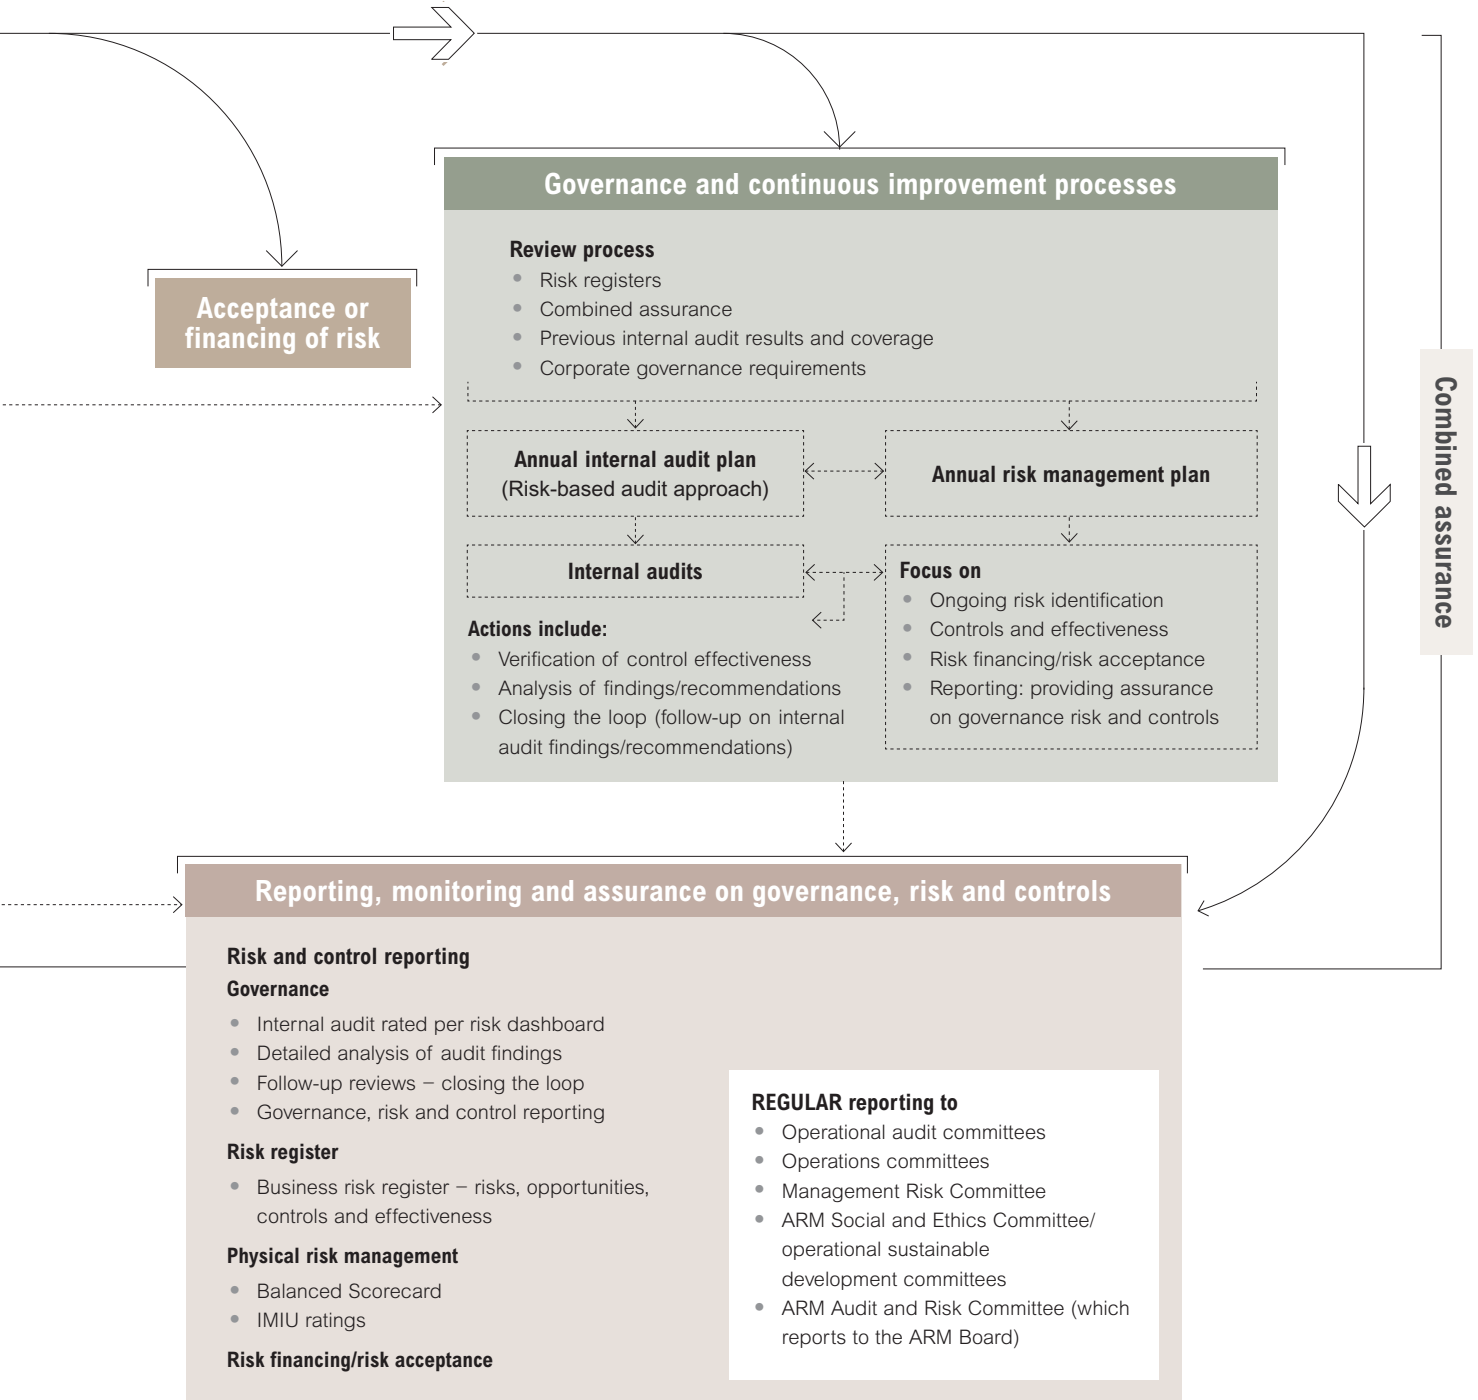 Governance and continuous improvement processes
Review process
• Risk registers
• Combined assurance
• Previous internal audit results and coverage
• Corporate governance requirements
Acceptance or
financing of risk
Annual internal audit plan
(Risk-based audit approach)
Annual risk management plan
Internal audits
Actions include:
• Verification of control effectiveness
• Analysis of findings/recommendations
• Closing the loop (follow-up on internal
audit findings/recommendations)
Focus on
• Ongoing risk identification
• Controls and effectiveness
• Risk financing/risk acceptance
• Reporting: providing assurance
on governance risk and controls
Combined assurance
Reporting, monitoring and assurance on governance, risk and controls
Risk and control reporting
Governance
• Internal audit rated per risk dashboard
• Detailed analysis of audit findings
• Follow-up reviews – closing the loop
• Governance, risk and control reporting
Risk register
• Business risk register – risks, opportunities,
controls and effectiveness
Physical risk management
• Balanced Scorecard
• IMIU ratings
Risk financing/risk acceptance
REGULAR reporting to
• Operational audit committees
• Operations committees
• Management Risk Committee
• ARM Social and Ethics Committee/
operational sustainable
development committees
• ARM Audit and Risk Committee (which
reports to the ARM Board)